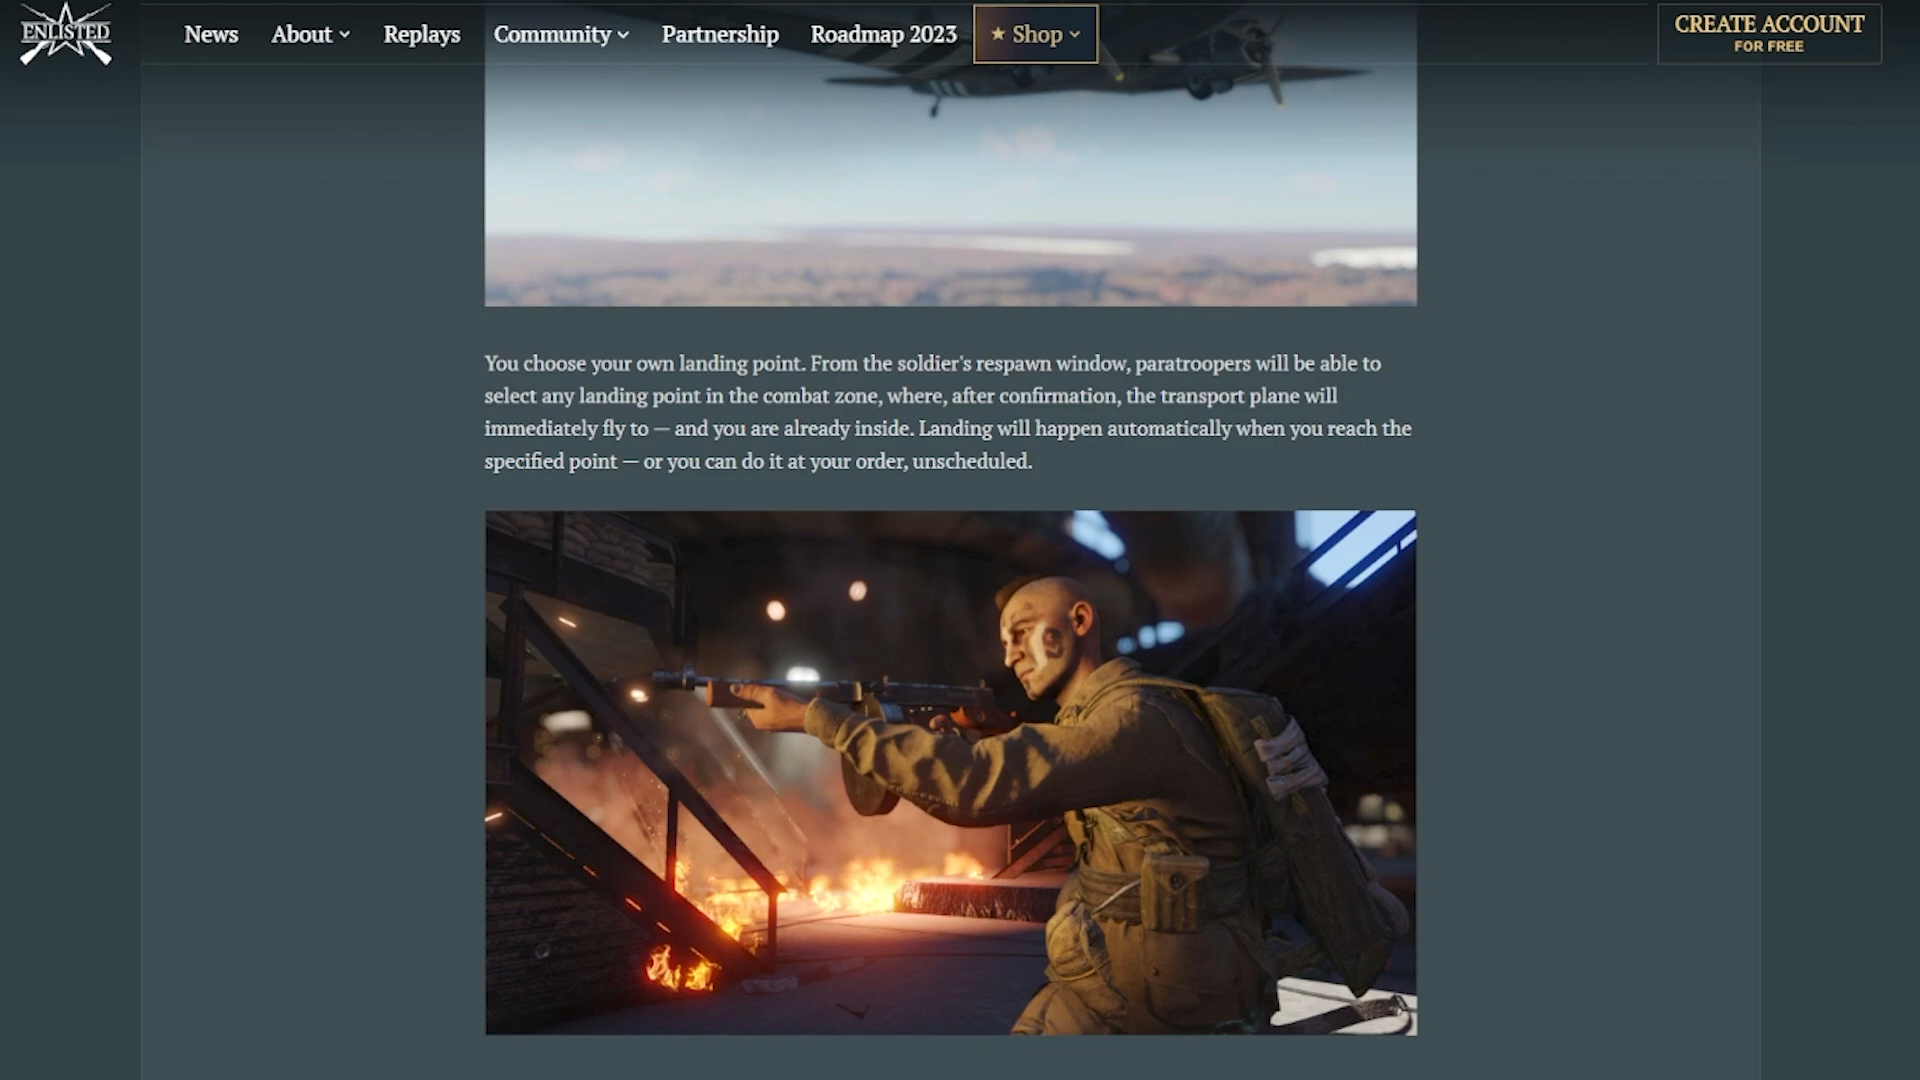 ENLISTED
News
About
Replays
Community
Partnership
Roadmap 2023
★ Shop
CREATE ACCOUNT
FOR FREE
You choose your own landing point. From the soldier's respawn window, paratroopers will be able to
select any landing point in the combat zone, where, after confirmation, the transport plane will
immediately fly to — and you are already inside. Landing will happen automatically when you reach the
specified point — or you can do it at your order, unscheduled.